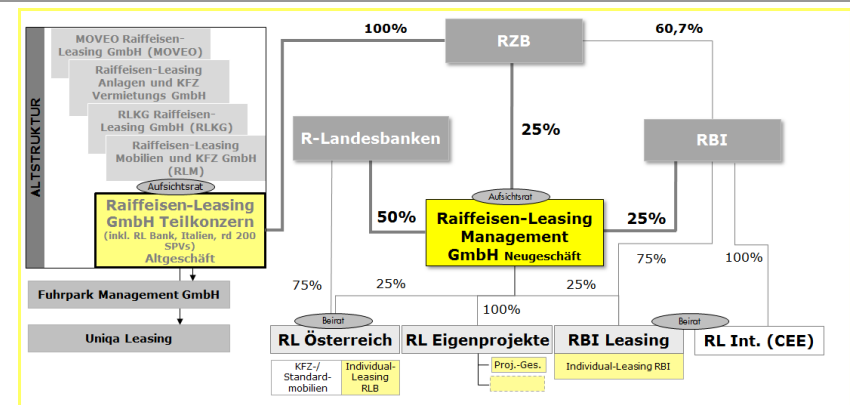 ALTSTRUKTUR
MOVEO Raiffeisen-
Leasing GmbH (MOVEO)
Raiffeisen-Leasing
Anlagen und KFZ
Vermietungs GmbH
RLKG Raiffeisen-
Leasing GmbH (RLKG)
Raiffeisen-Leasing
Mobilien und KFZ GmbH
(RLM)
Aufsichtsrat
Raiffeisen-Leasing
GmbH Teilkonzern
(inkl. RL Bank, Italien, rd 200
SPVs)
Altgeschäft
Fuhrpark Management GmbH
Uniqa Leasing
100%
RZB
60,7%
25%
R-Landesbanken
RBI
50%
Aufsichtsrat
Raiffeisen-Leasing
Management
GmbH Neugeschäft
25%
75%
25%
100%
25%
75%
100%
Beirat
RL Österreich
KFZ-/
Standard-
mobilien
Individual-
Leasing
RLB
RL Eigenprojekte
Proj.-Ges.
Beirat
RBI Leasing
Individual-Leasing RBI
RL Int. (CEE)